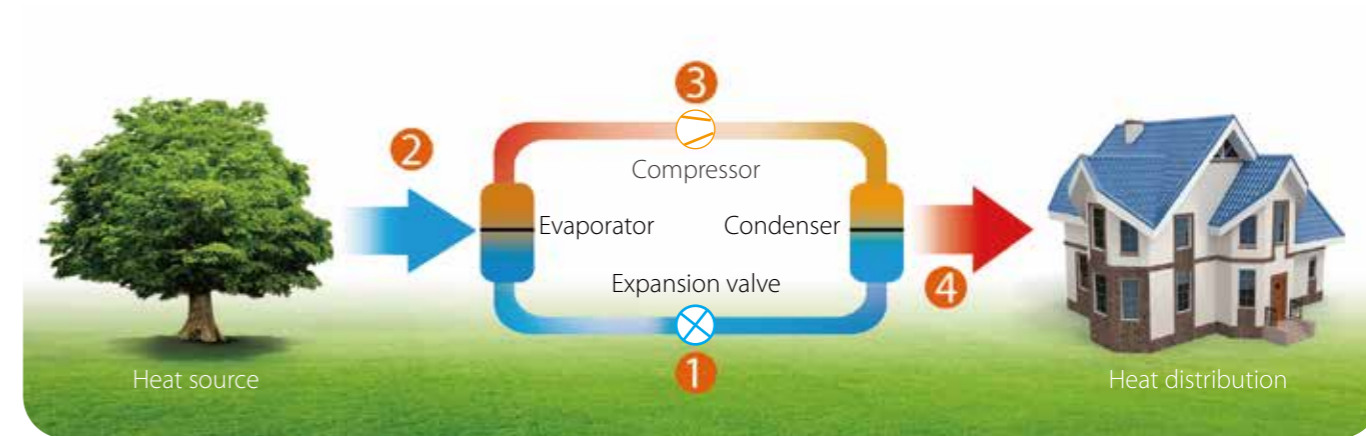 3
2
Compressor
Evaporator
Condenser
Expansion valve
4
1
Heat source
Heat distribution